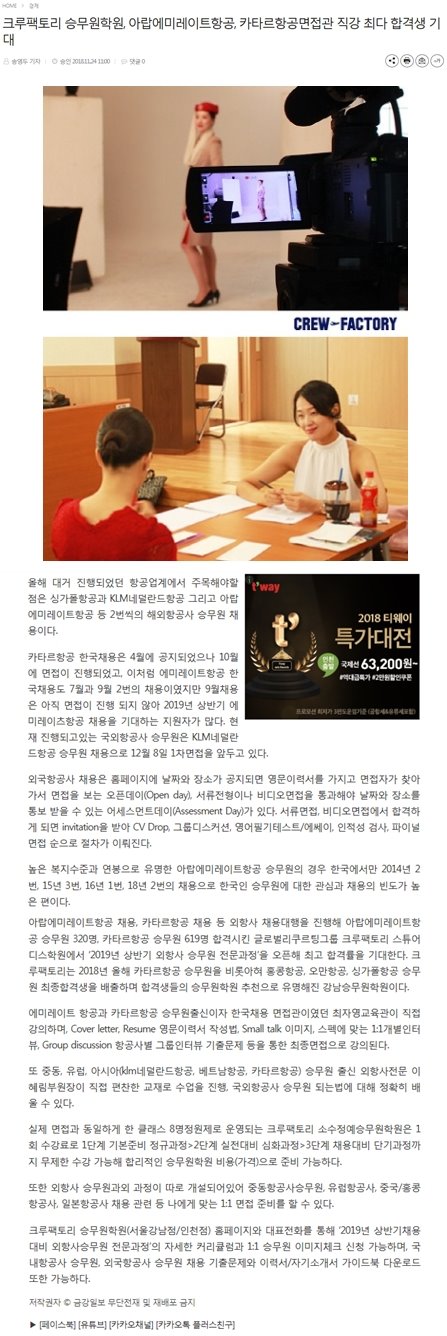 HOME > 경제
크루팩토리 승무원학원, 아랍에미레이트항공, 카타르항공면접관 직강 최다 합격생 기
대
송영두 기자 승인 2018.11.24 11:00 댓글 0
CREW FACTORY
올해 대거 진행되었던 항공업계에서 주목해야할
점은 싱가폴항공과 KLM네덜란드항공 그리고 아랍
에미레이트항공 등 2번씩의 해외항공사 승무원 채
용이다.
t'way
2018 티웨이
특가대전
인천출발
국제선 63,200원~
#역대급특가 #2만원할인쿠폰
카타르항공 한국채용은 4월에 공지되었으나 10월
에 면접이 진행되었고, 이처럼 에미레이트항공 한
국채용도 7월과 9월 2번의 채용이였지만 9월채용
은 아직 면접이 진행 되지 않아 2019년 상반기 에
미레이츠항공 채용을 기대하는 지원자가 많다. 현
재 진행되고있는 국외항공사 승무원은 KLM네덜란
드항공 승무원 채용으로 12월 8일 1차면접을 앞두고 있다.
외국항공사 채용은 홈페이지에 날짜와 장소가 공지되면 영문이력서를 가지고 면접자가 찾아
가서 면접을 보는 오픈데이(Open day), 서류전형이나 비디오면접을 통과해야 날짜와 장소를
통보 받을 수 있는 어세스먼트데이(Assessment Day)가 있다. 서류면접, 비디오면접에서 합격하
게 되면 invitation을 받아 CV Drop, 그룹디스커션, 영어필기테스트/에쎄이, 인적성 검사, 파이널
면접 순으로 절차가 이뤄진다.
높은 복지수준과 연봉으로 유명한 아랍에미레이트항공 승무원의 경우 한국에서만 2014년 2
번, 15년 3번, 16년 1번, 18년 2번의 채용으로 한국인 승무원에 대한 관심과 채용의 빈도가 높
은 편이다.
아랍에미레이트항공 채용, 카타르항공 채용 등 외항사 채용대행을 진행해 아랍에미레이트항
공 승무원 320명, 카타르항공 승무원 619명 합격시킨 글로벌리쿠르팅그룹 크루팩토리 스튜어
디스학원에서 '2019년 상반기 외항사 승무원 전문과정'을 오픈해 최고 합격률을 기대한다. 크
루팩토리는 2018년 올해 카타르항공 승무원을 비롯하여 홍콩항공, 오만항공, 싱가폴항공 승무
원 최종합격생을 배출하며 합격생들의 승무원학원 추천으로 유명해진 강남승무원학원이다.
에미레이트 항공과 카타르항공 승무원출신이자 한국채용 면접관이였던 최자영교육관이 직접
강의하며, Cover letter, Resume 영문이력서 작성법, Small talk 이미지, 스펙에 맞는 1:1개별인터
뷰, Group discussion 항공사별 그룹인터뷰 기출문제 등을 통한 최종면접으로 강의된다.
또 중동, 유럽, 아시아(klm네덜란드항공, 베트남항공, 카타르항공) 승무원 출신 외항사전문 이
혜림부원장이 직접 편찬한 교재로 수업을 진행, 국외항공사 승무원 되는법에 대해 정확히 배
울 수 있다.
실제 면접과 동일하게 한 클래스 8명정원제로 운영되는 크루팩토리 소수정예승무원학원은 1
회 수강료로 1단계 기본준비 정규과정>2단계 실전대비 심화과정>3단계 채용대비 단기과정까
지 무제한 수강 가능해 합리적인 승무원학원 비용(가격)으로 준비 가능하다.
또한 외항사 승무원과외 과정이 따로 개설되어있어 중동항공사승무원, 유럽항공사, 중국/홍콩
항공사, 일본항공사 채용 관련 등 나에게 맞는 1:1 면접 준비를 할 수 있다.
크루팩토리 승무원학원(서울강남점/인천점) 홈페이지와 대표전화를 통해 '2019년 상반기채용
대비 외항사승무원 전문과정'의 자세한 커리큘럼과 1:1 승무원 이미지체크 신청 가능하며, 국
내항공사 승무원, 외국항공사 승무원 채용 기출문제와 이력서/자기소개서 가이드북 다운로드
또한 가능하다.
저작권자 © 금강일보 무단전재 및 재배포 금지
▶ [페이스북] [유튜브] [카카오채널] [카카오톡 플러스친구]